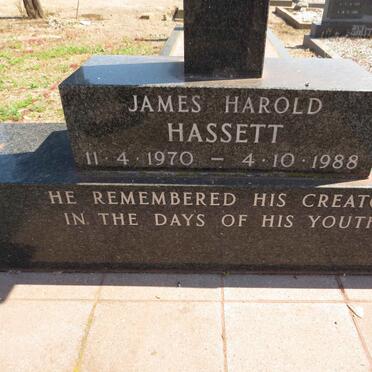 JAMES HAROLD
HASSETT
11·4·1970 – 4·10·1988
HE REMEMBERED HIS CREATO
IN THE DAYS OF HIS YOUTH